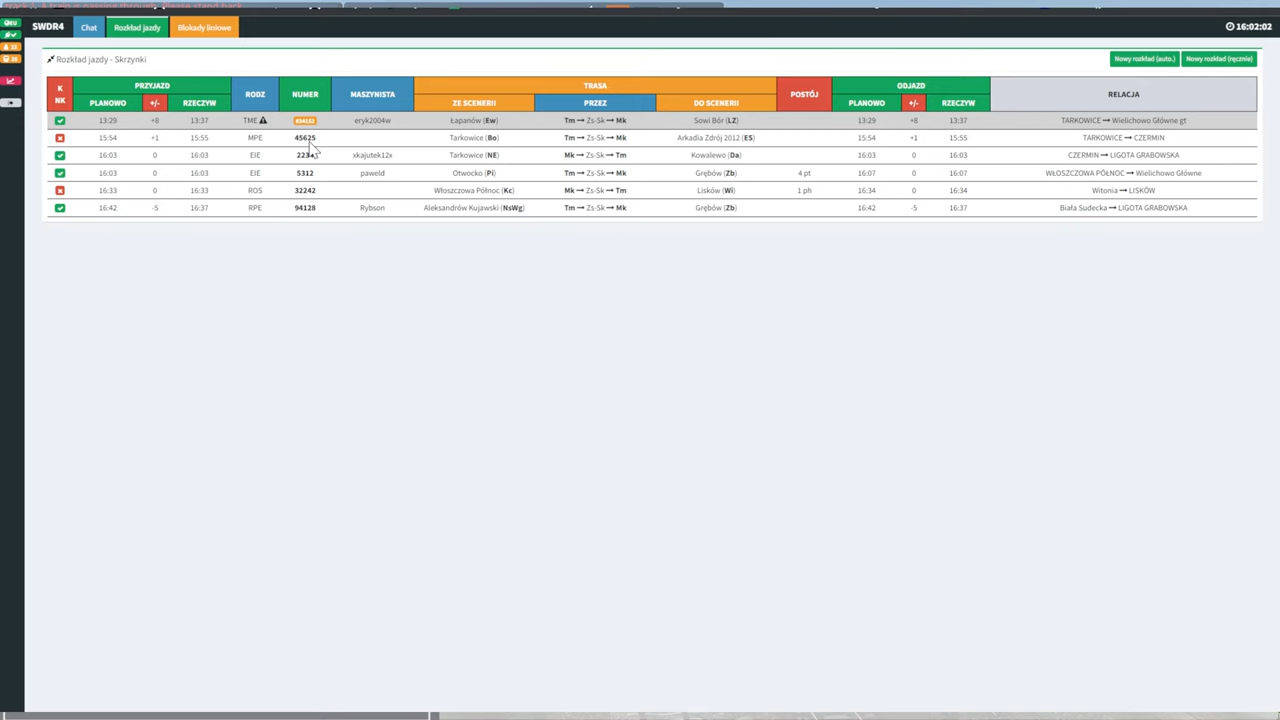 SWDR4 Chat Rozkład jazdy Blokady liniowe 16:02:02
Rozkład jazdy - Skrzynki Nowy rozkład (auto.) Nowy rozkład (ręcznie)
K NK PRZYJAZD RODZ NUMER MASZYNISTA TRASA POSTÓJ ODJAZD RELACJA
PLANOWO +/- RZECZYW ZE SCENERII PRZEZ DO SCENERII PLANOWO +/- RZECZYW
13:29 +8 13:37 TME eryk2004w Łapanów (Ew) Tm → Zs-Sk → Mk Sowi Bór (LZ) 13:29 +8 13:37 TARKOWICE → Wielichowo Główne gt
15:54 +1 15:55 MPE 45625 Tarkowice (Bo) Tm → Zs-Sk → Mk Arkadia Zdrój 2012 (ES) 15:54 +1 15:55 TARKOWICE → CZERMIN
16:03 0 16:03 EIE xkajutek12x Tarkowice (NE) Mk → Zs-Sk → Tm Kowalewo (Da) 16:03 0 16:03 CZERMIN → LIGOTA GRABOWSKA
16:03 0 16:03 EIE 5312 paweld Otwocko (Pi) Tm → Zs-Sk → Mk Grębów (Zb) 4 pt 16:07 0 16:07 WŁOSZCZOWA PÓŁNOC → Wielichowo Główne
16:33 0 16:33 ROS 32242 Włoszczowa Północ (Kc) Mk → Zs-Sk → Tm Lisków (Wi) 1 ph 16:34 0 16:34 Witonia → LISKÓW
16:42 -5 16:37 RPE 94128 Rybson Aleksandrów Kujawski (NsWg) Tm → Zs-Sk → Mk Grębów (Zb) 16:42 -5 16:37 Biała Sudecka → LIGOTA GRABOWSKA